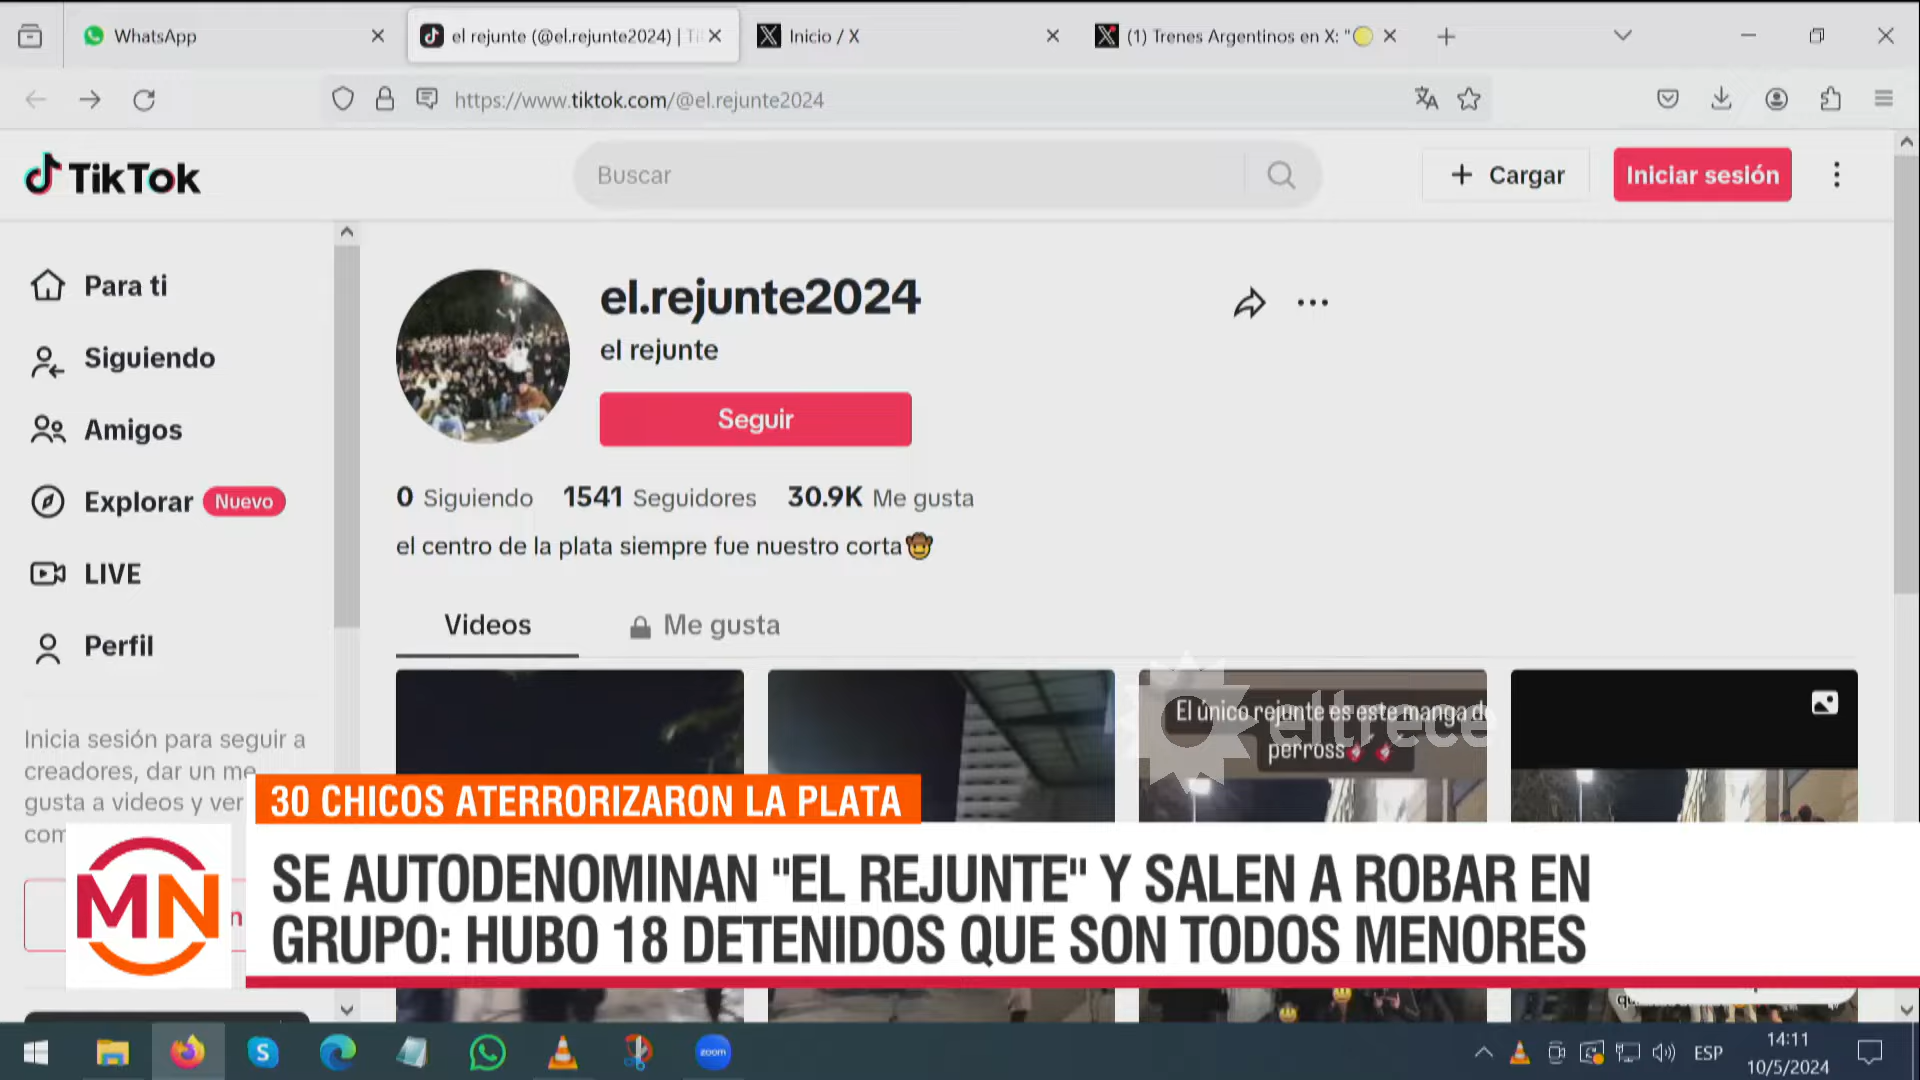 WhatsApp
el rejunte (@el.rejunte2024) | Ti
Inicio / X
(1) Trenes Argentinos en X: "
https://www.tiktok.com/@el.rejunte2024
TikTok
Buscar
Cargar
Iniciar sesión
Para ti
Siguiendo
Amigos
Explorar Nuevo
LIVE
Perfil
Inicia sesión para seguir a
creadores, dar un me
gusta a videos y ver
com
n
el.rejunte2024
el rejunte
Seguir
0 Siguiendo 1541 Seguidores 30.9K Me gusta
el centro de la plata siempre fue nuestro corta🤠
Videos
Me gusta
El único rejunte es este manga de
perross
eltrece
30 CHICOS ATERRORIZARON LA PLATA
MN
SE AUTODENOMINAN "EL REJUNTE" Y SALEN A ROBAR EN
GRUPO: HUBO 18 DETENIDOS QUE SON TODOS MENORES
zoom
ESP
14:11
10/5/2024